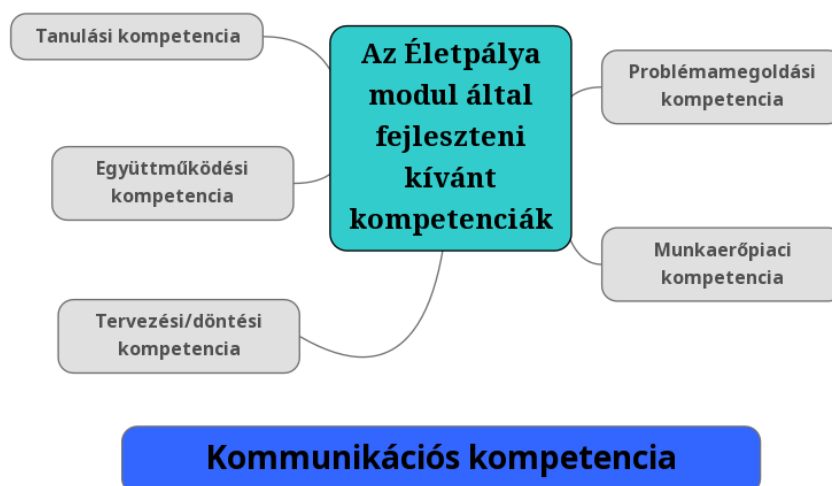 Tanulási kompetencia
Az Életpálya
modul által
fejleszteni
kívánt
kompetenciák
Problémamegoldási
kompetencia
Együttműködési
kompetencia
Munkaerőpiaci
kompetencia
Tervezési/döntési
kompetencia
Kommunikációs kompetencia